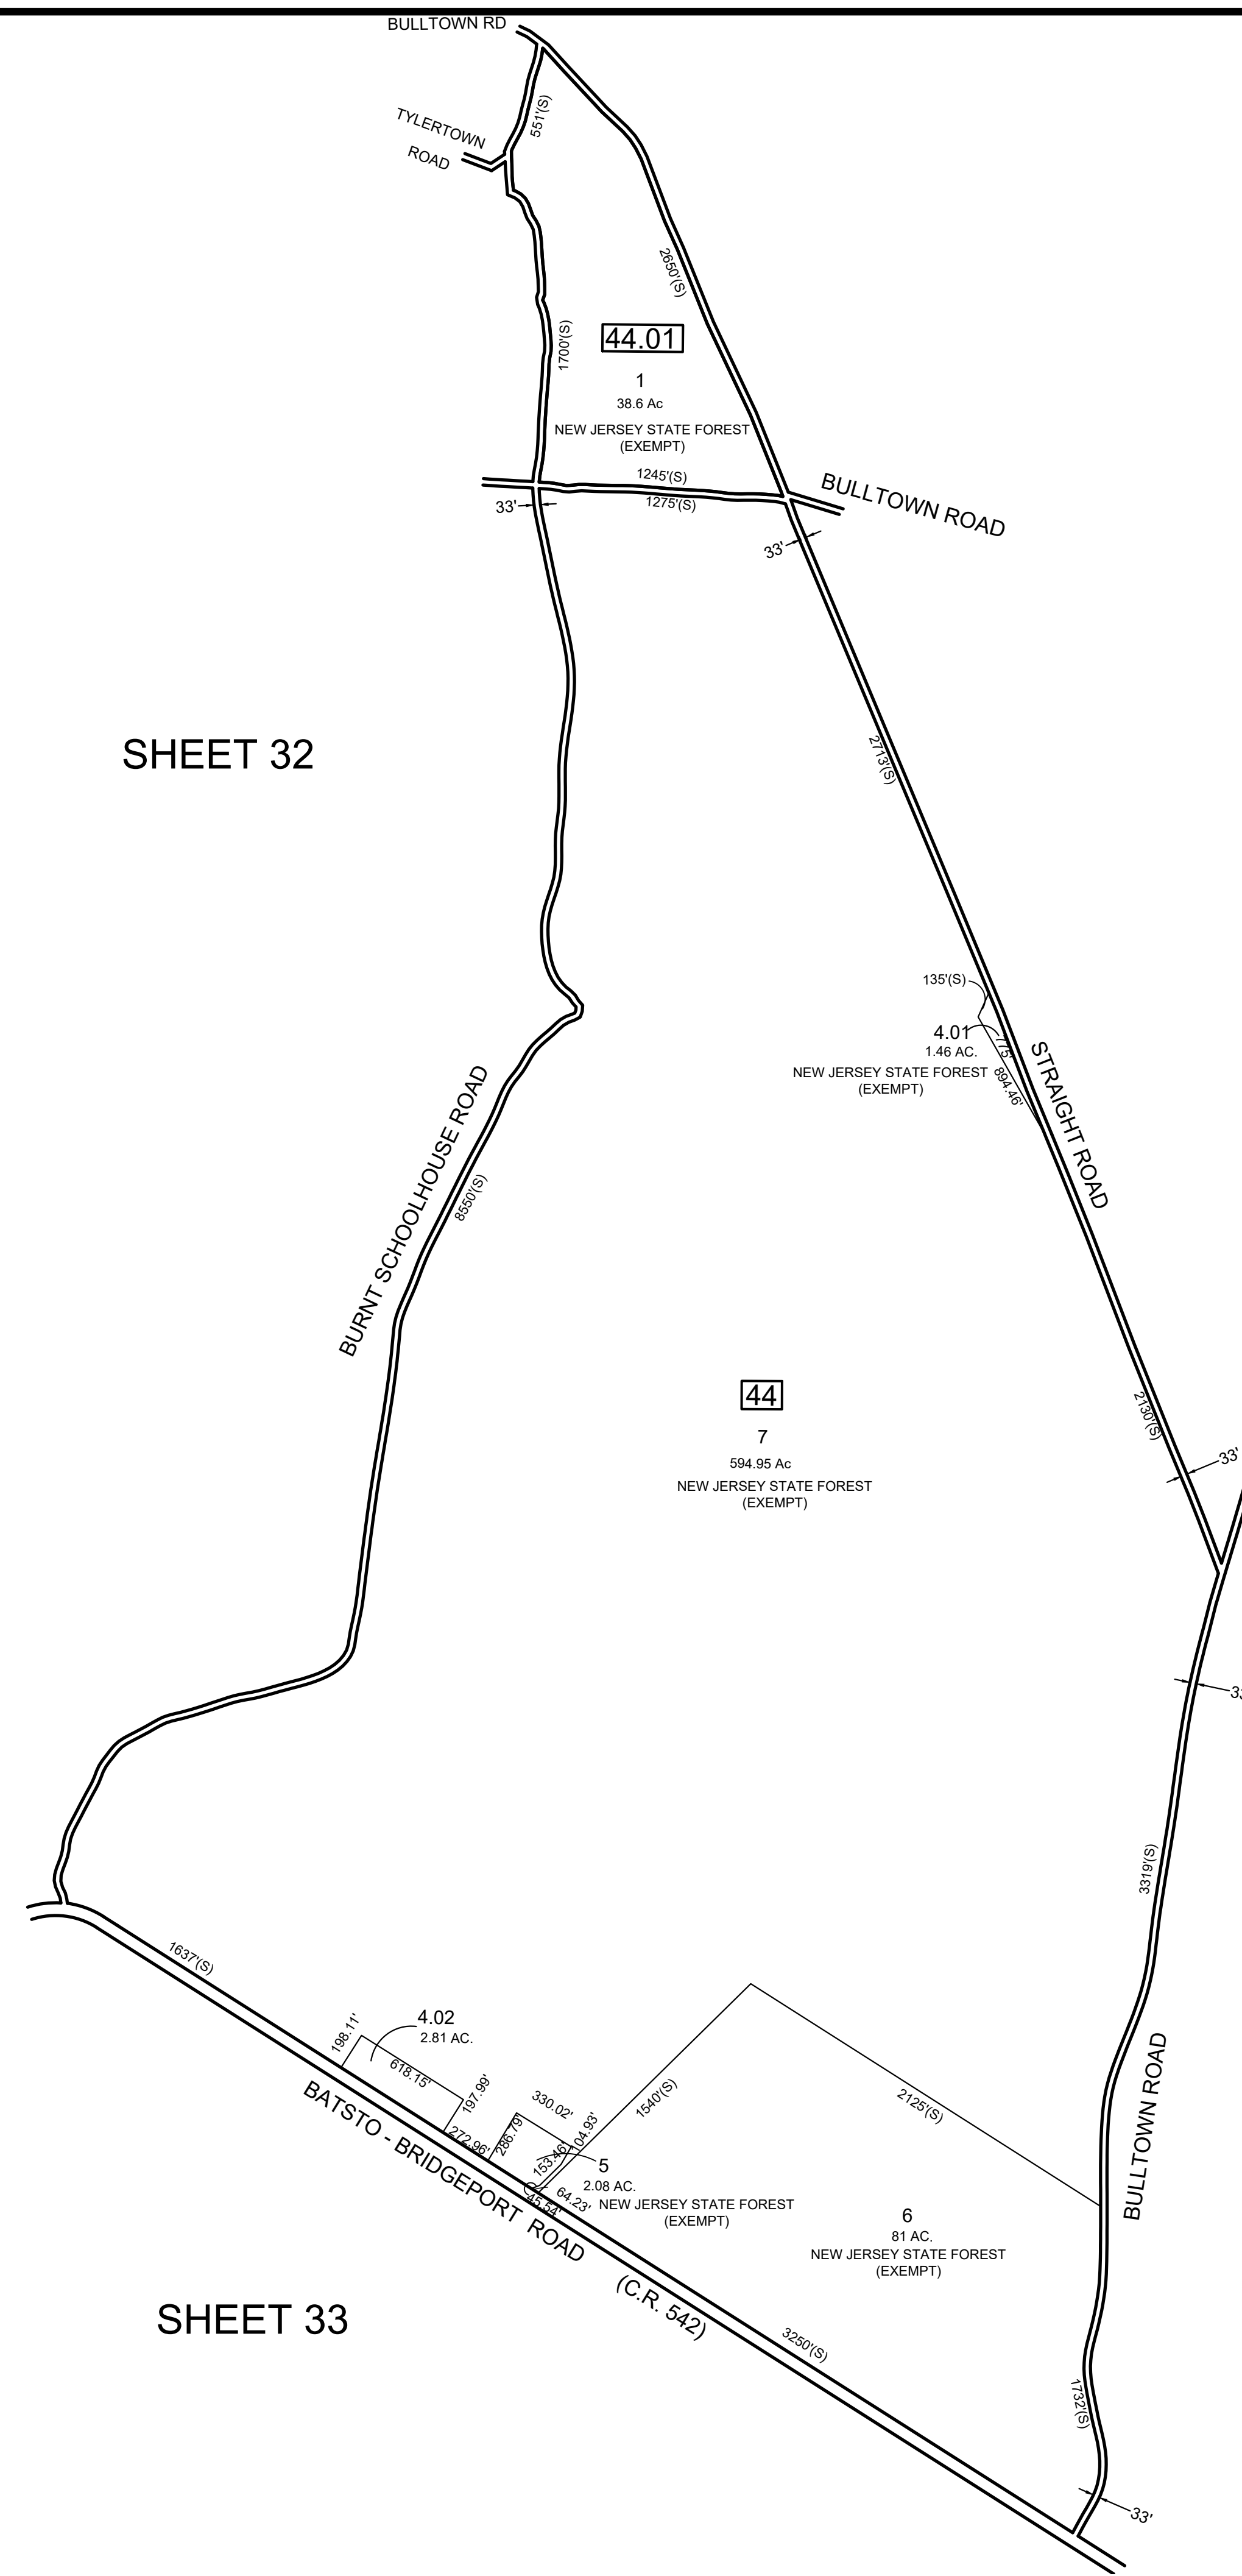 BULLTOWN RD
TYLERTOWN
ROAD
551'(S)
2650'(S)
1700'(S)
44.01
1
38.6 Ac
NEW JERSEY STATE FOREST
(EXEMPT)
1245'(S)
1275'(S)
33'
BULLTOWN ROAD
33'
SHEET 32
2713'(S)
135'(S)
4.01
1.46 AC.
775'
NEW JERSEY STATE FOREST
(EXEMPT)
894.46'
STRAIGHT ROAD
BURNT SCHOOLHOUSE ROAD
8550'(S)
44
7
594.95 Ac
NEW JERSEY STATE FOREST
(EXEMPT)
2130'(S)
33'
3319'(S)
1637'(S)
198.11'
4.02
2.81 AC.
618.15'
197.99'
272.96'
286.79'
330.02'
104.93'
153.46'
45.54'
64.23'
5
2.08 AC.
NEW JERSEY STATE FOREST
(EXEMPT)
1540'(S)
2125'(S)
6
81 AC.
NEW JERSEY STATE FOREST
(EXEMPT)
BULLTOWN ROAD
BATSTO - BRIDGEPORT ROAD (C.R. 542)
SHEET 33
3250'(S)
1732'(S)
33'